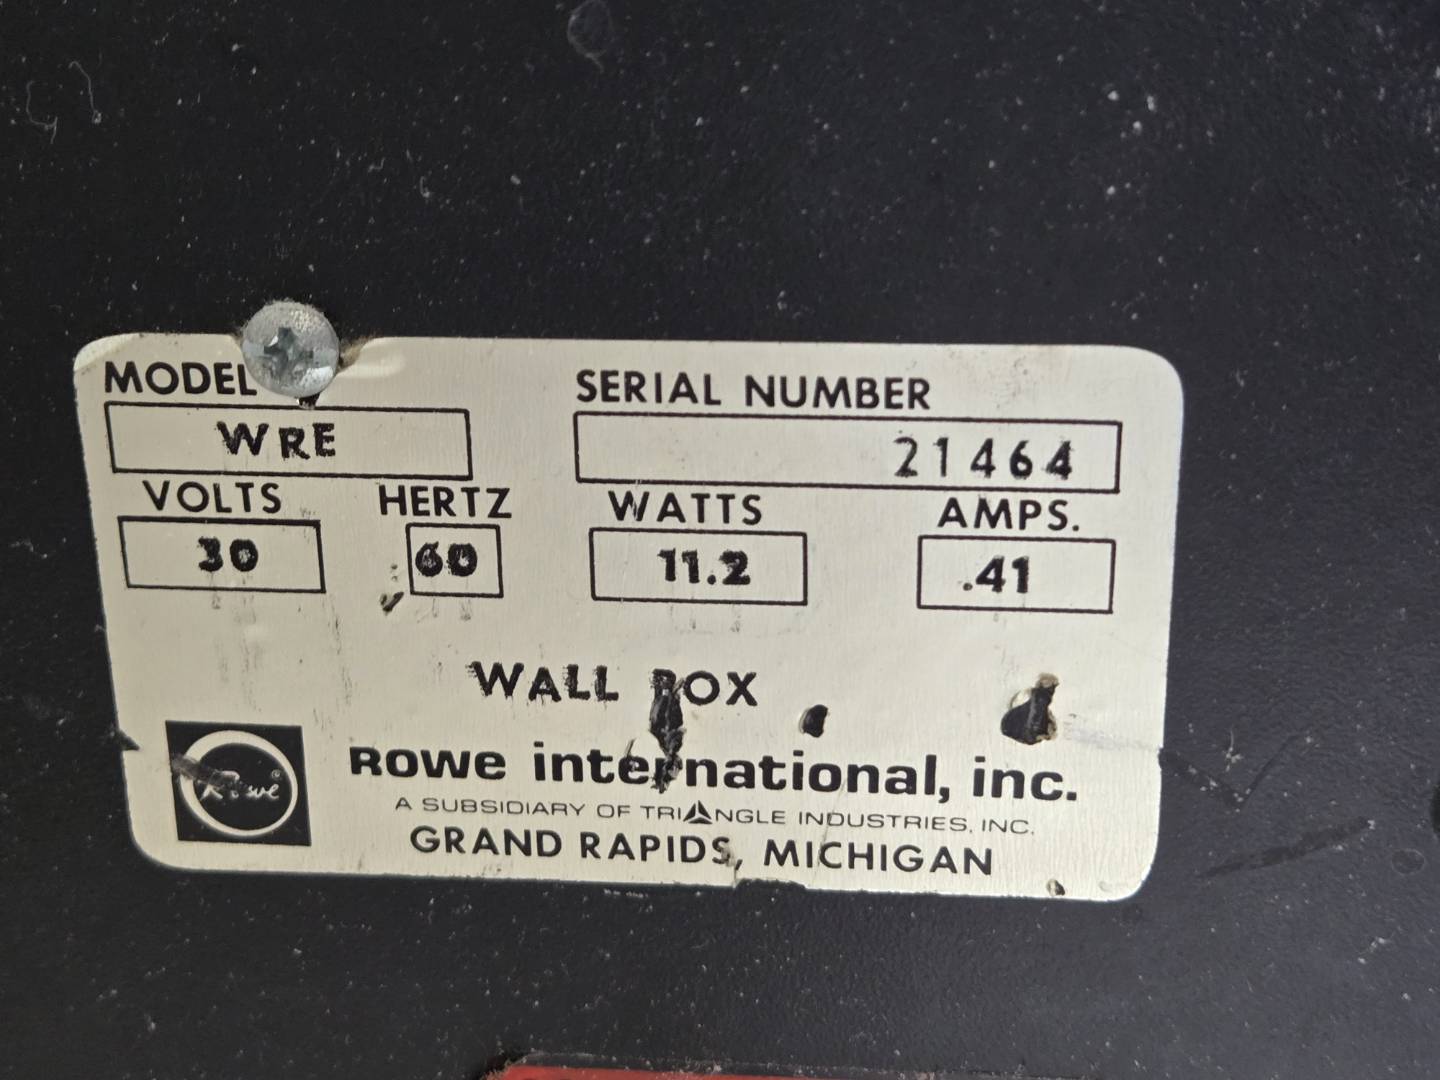 MODEL SERIAL NUMBER
WRE 21464
VOLTS HERTZ WATTS AMPS.
30 60 11.2 .41
WALL BOX
Rowe
ROWE international, inc.
A SUBSIDIARY OF TRIANGLE INDUSTRIES, INC.
GRAND RAPIDS, MICHIGAN